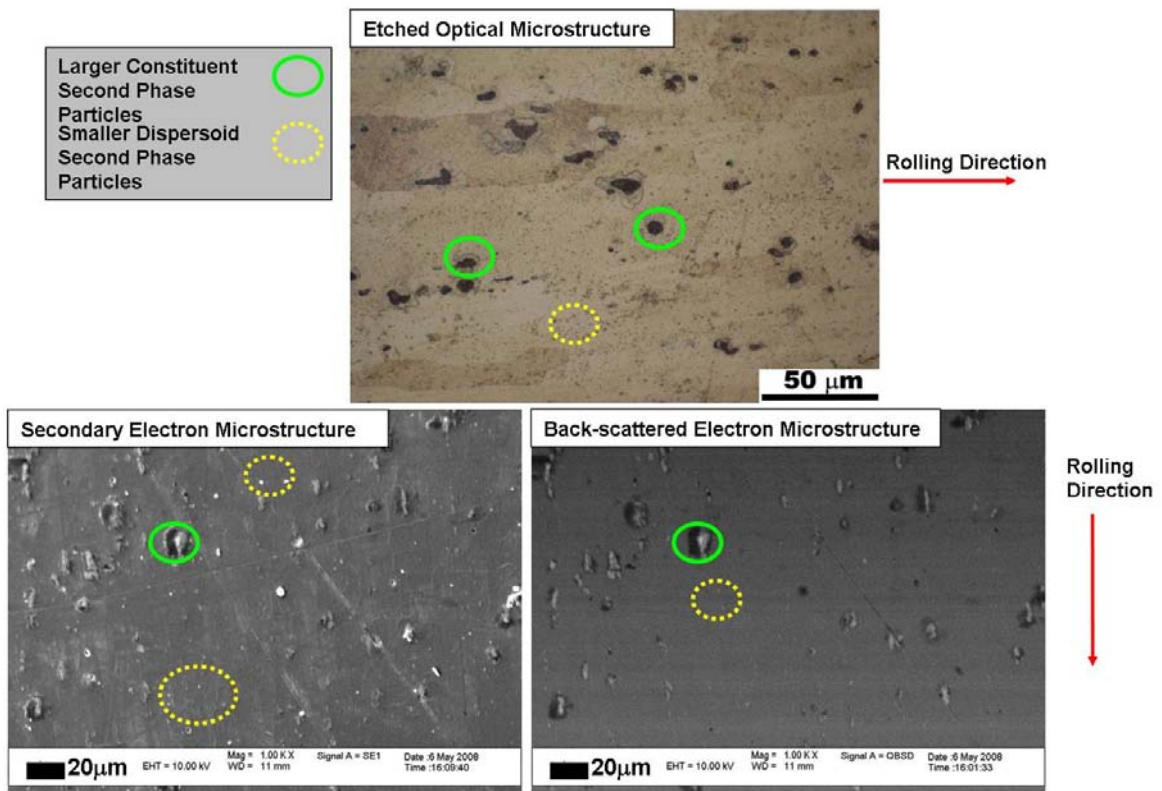 Etched Optical Microstructure
Larger Constituent
Second Phase
Particles
Smaller Dispersoid
Second Phase
Particles
Rolling Direction
50 μm
Secondary Electron Microstructure
Back-scattered Electron Microstructure
Rolling
Direction
20μm
EHT = 10.00 kV
Mag = 1.00 K X
WD = 11 mm
Signal A = SE1
Date :6 May 2008
Time :16:09:40
20μm
EHT = 10.00 kV
Mag = 1.00 K X
WD = 11 mm
Signal A = QBSD
Date :6 May 2008
Time :16:01:33